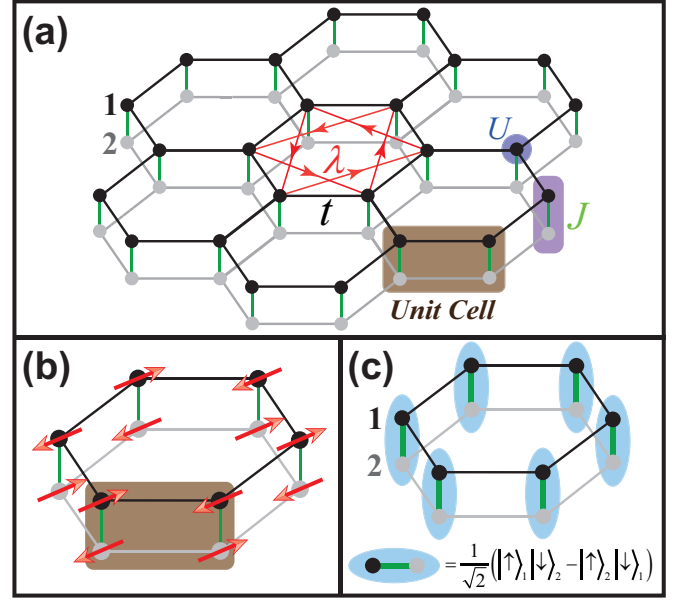 (a)
1
2
λ
t
U
J
Unit Cell
(b)
(c)
1
2
= 1/√2 (|↑⟩₁|↓⟩₂ − |↑⟩₂|↓⟩₁)